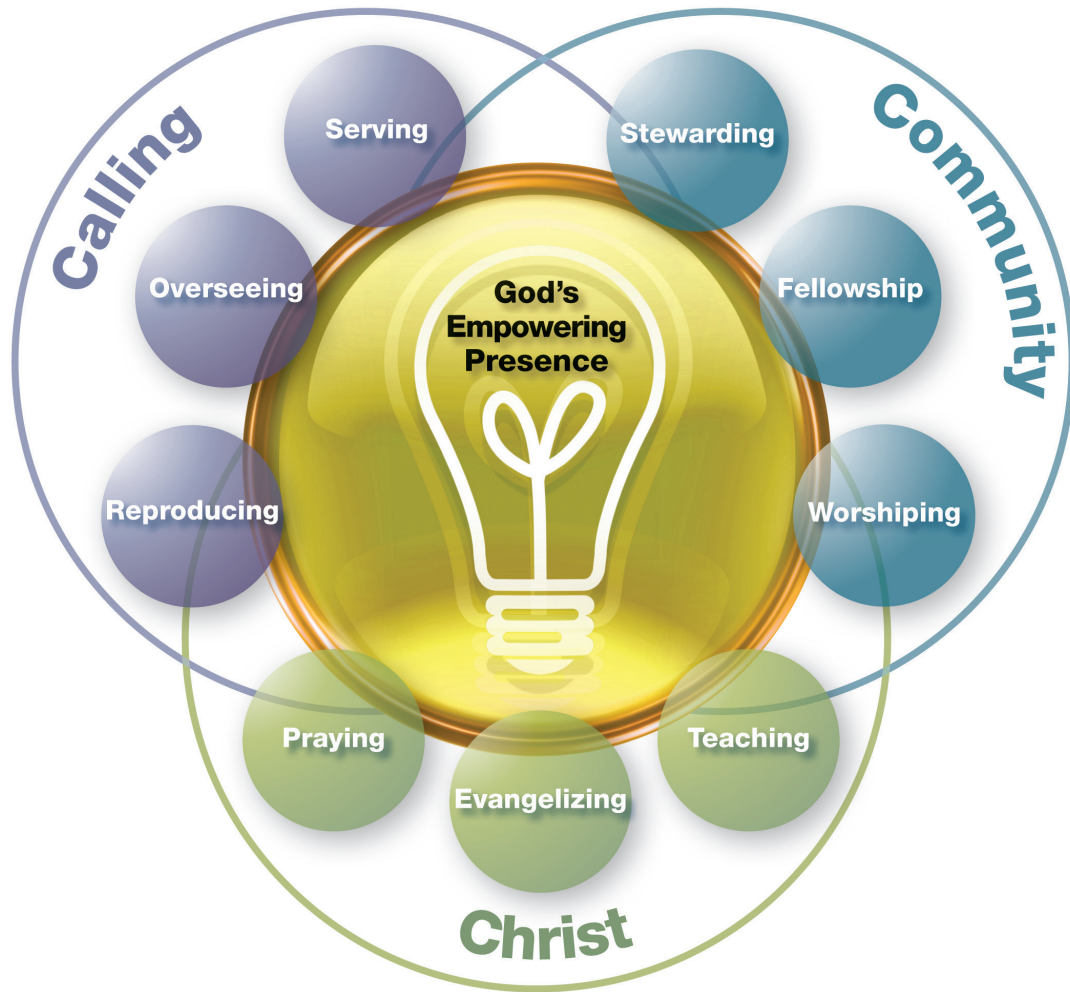 Calling
Community
Serving
Stewarding
Overseeing
God's
Empowering
Presence
Fellowship
Reproducing
Worshiping
Praying
Evangelizing
Teaching
Christ